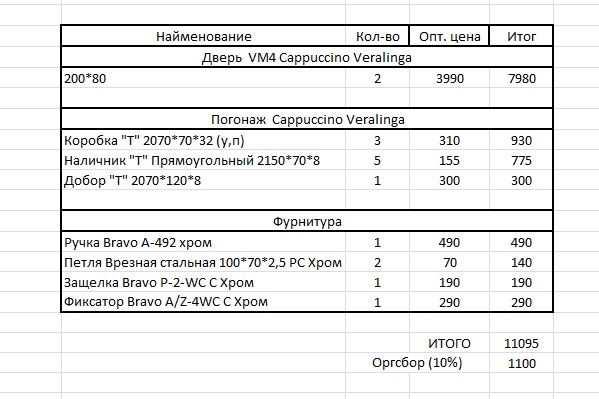 Наименование Кол-во Опт. цена Итог
Дверь VM4 Cappuccino Veralinga
200*80 2 3990 7980
Погонаж Cappuccino Veralinga
Коробка "Т" 2070*70*32 (у,п) 3 310 930
Наличник "Т" Прямоугольный 2150*70*8 5 155 775
Добор "Т" 2070*120*8 1 300 300
Фурнитура
Ручка Bravo A-492 хром 1 490 490
Петля Врезная стальная 100*70*2,5 PC Хром 2 70 140
Защелка Bravo P-2-WC C Хром 1 190 190
Фиксатор Bravo A/Z-4WC C Хром 1 290 290
ИТОГО 11095
Оргсбор (10%) 1100